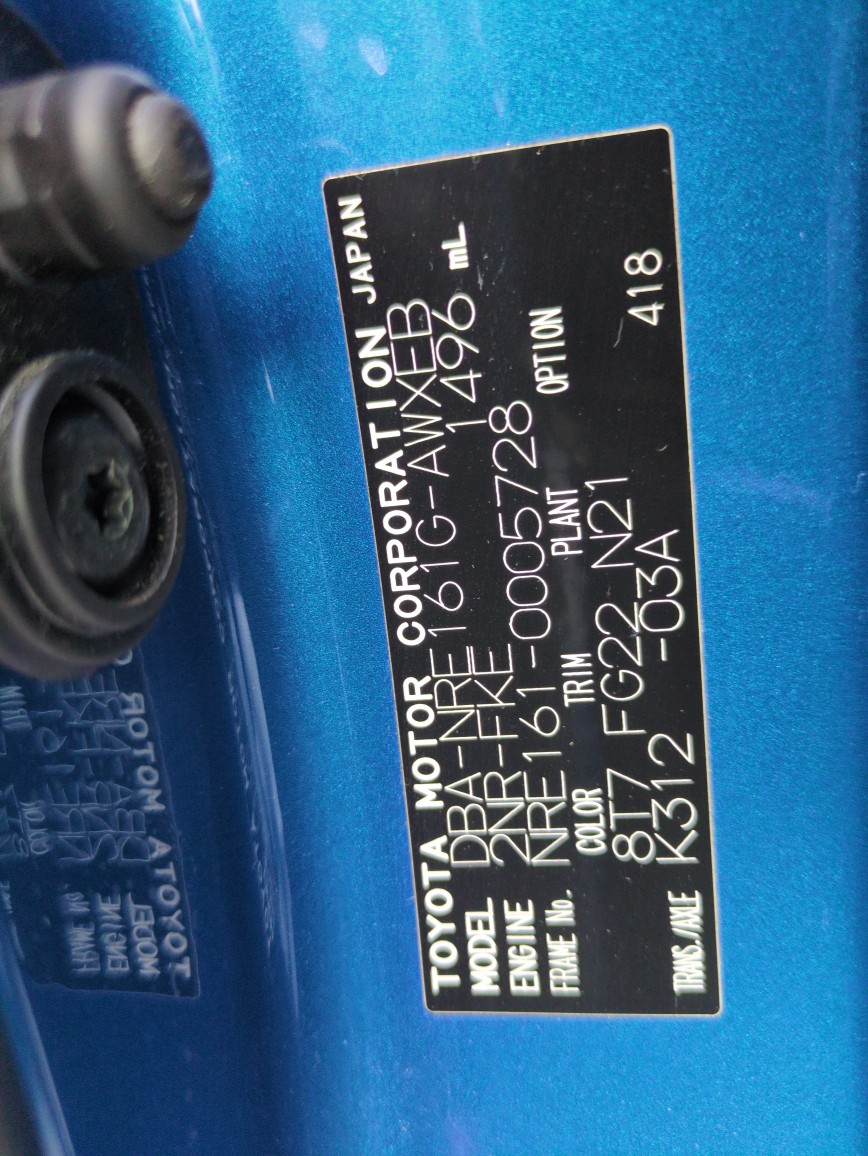 TOYOTA MOTOR CORPORATION JAPAN
MODEL DBA-NRE161G-AWXEB
ENGINE 2NR-FKE 1496 mL
FRAME No. NRE161-0005728
COLOR TRIM PLANT OPTION
8T7 FG22 N21
TRANS./AXLE K312 -03A 418